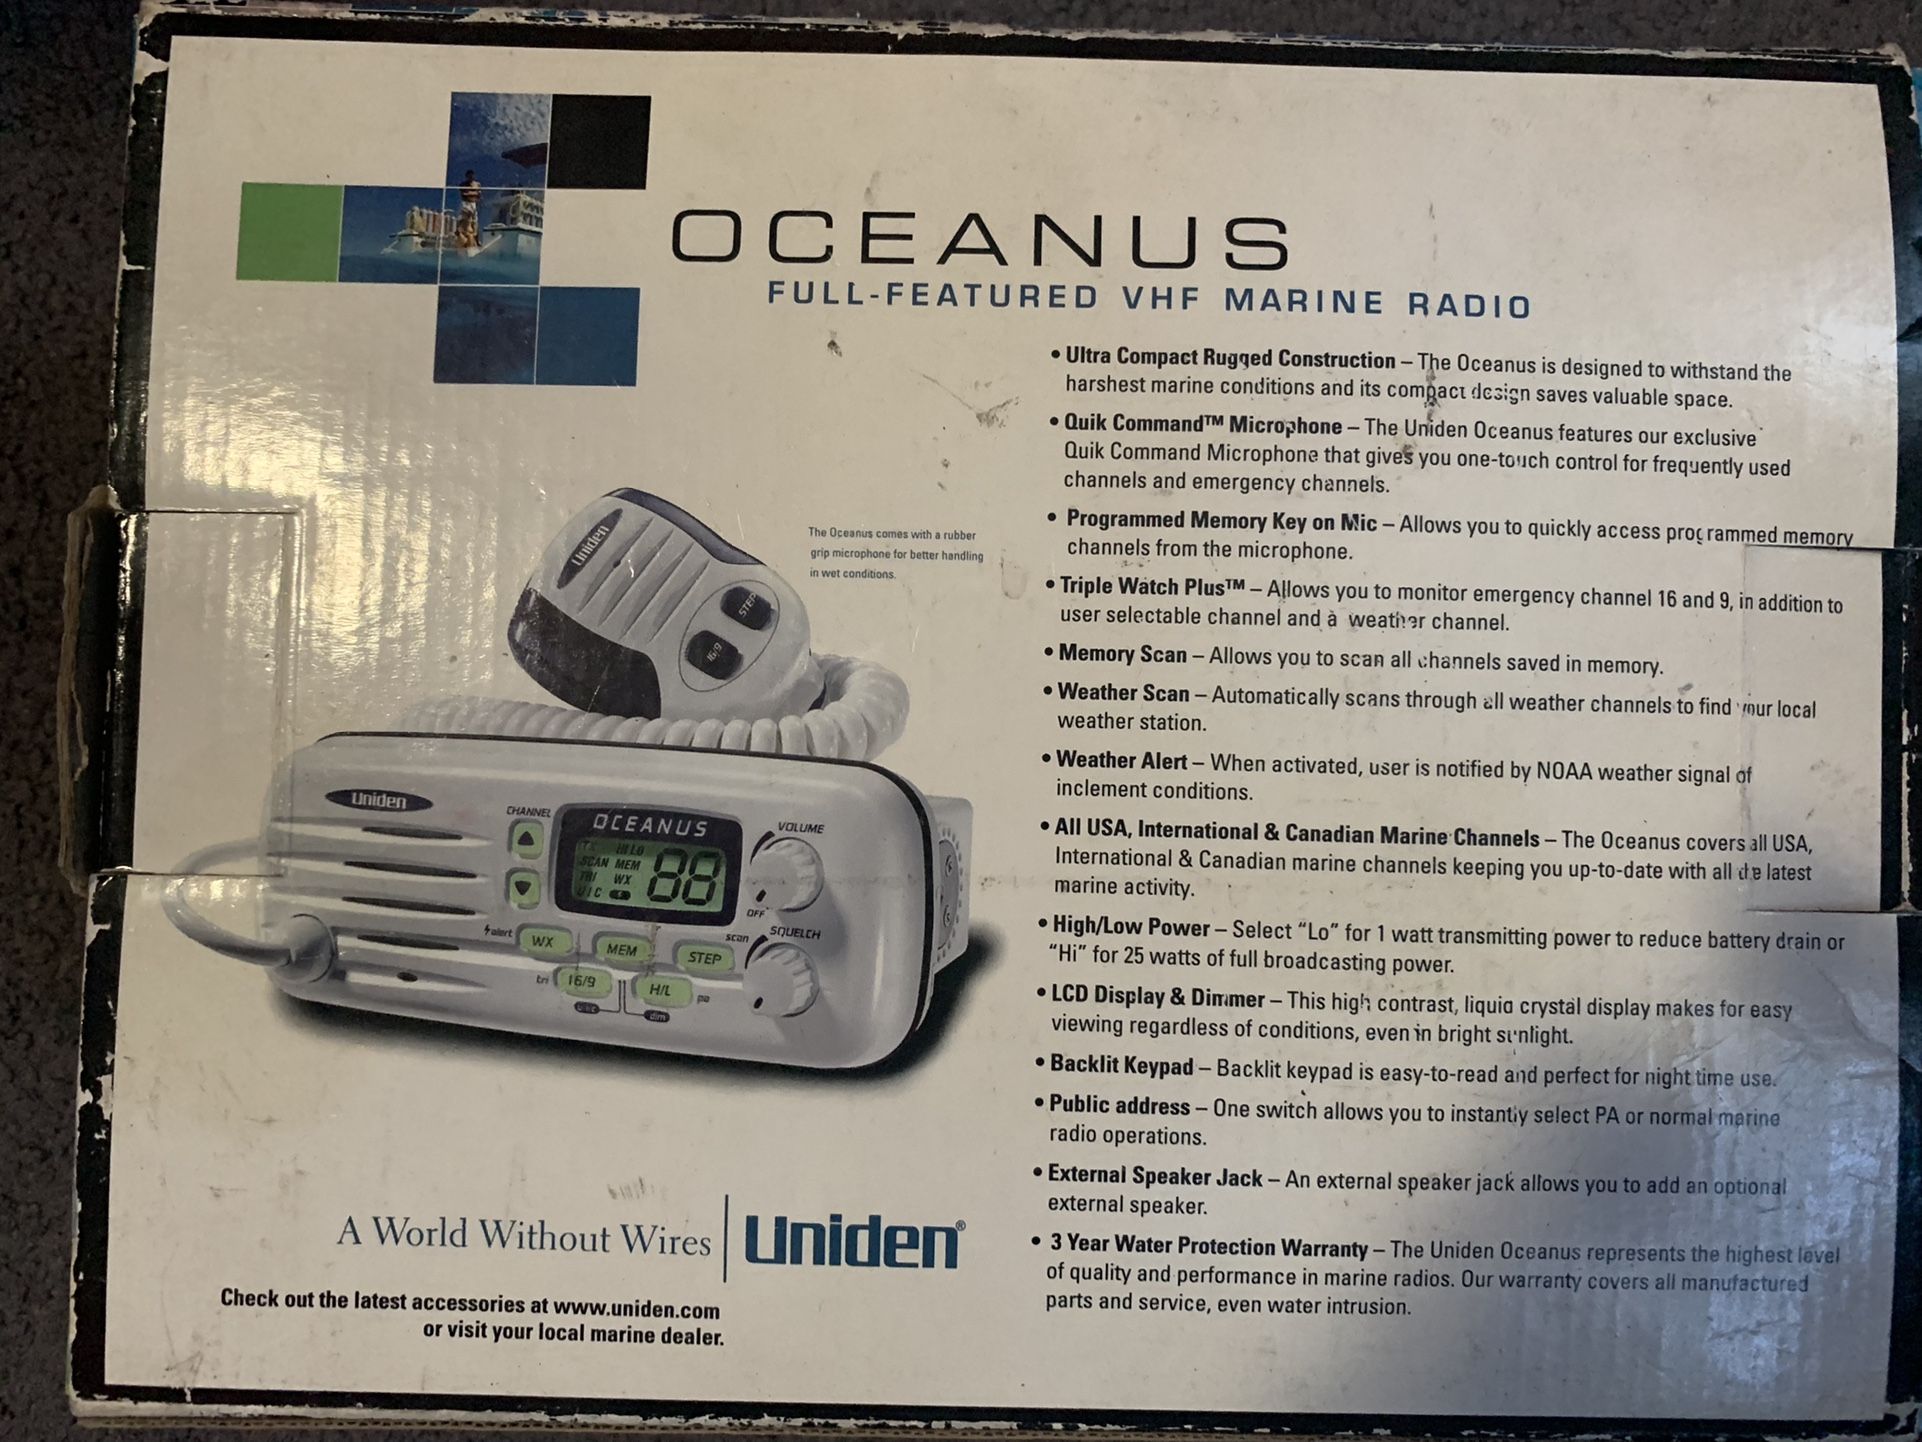 OCEANUS
FULL-FEATURED VHF MARINE RADIO
• Ultra Compact Rugged Construction – The Oceanus is designed to withstand the
harshest marine conditions and its compact design saves valuable space.
• Quik Command™ Microphone – The Uniden Oceanus features our exclusive
Quik Command Microphone that gives you one-touch control for frequently used
channels and emergency channels.
• Programmed Memory Key on Mic – Allows you to quickly access programmed memory
channels from the microphone.
• Triple Watch Plus™ – Allows you to monitor emergency channel 16 and 9, in addition to
user selectable channel and a weather channel.
• Memory Scan – Allows you to scan all channels saved in memory.
• Weather Scan – Automatically scans through all weather channels to find your local
weather station.
• Weather Alert – When activated, user is notified by NOAA weather signal of
inclement conditions.
• All USA, International & Canadian Marine Channels – The Oceanus covers all USA,
International & Canadian marine channels keeping you up-to-date with all the latest
marine activity.
• High/Low Power – Select “Lo” for 1 watt transmitting power to reduce battery drain or
“Hi” for 25 watts of full broadcasting power.
• LCD Display & Dimmer – This high contrast, liquid crystal display makes for easy
viewing regardless of conditions, even in bright sunlight.
• Backlit Keypad – Backlit keypad is easy-to-read and perfect for night time use.
• Public address – One switch allows you to instantly select PA or normal marine
radio operations.
• External Speaker Jack – An external speaker jack allows you to add an optional
external speaker.
• 3 Year Water Protection Warranty – The Uniden Oceanus represents the highest level
of quality and performance in marine radios. Our warranty covers all manufactured
parts and service, even water intrusion.
The Oceanus comes with a rubber
grip microphone for better handling
in wet conditions.
Uniden
STEP
16/9
Uniden
CHANNEL
OCEANUS
VOLUME
TX HI LO
SCAN MEM
TRI WX
U I C
88
OFF
SQUELCH
alert WX MEM STEP scan
tri 16/9 H/L pa
uic dim
A World Without Wires | Uniden®
Check out the latest accessories at www.uniden.com
or visit your local marine dealer.